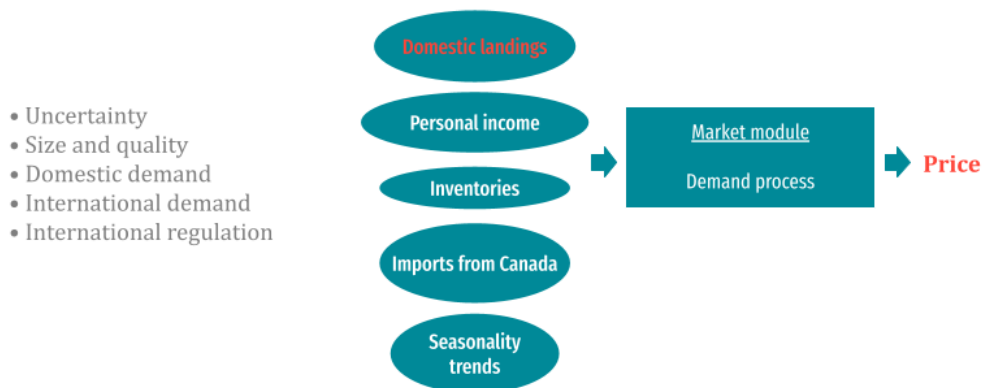 • Uncertainty
• Size and quality
• Domestic demand
• International demand
• International regulation
Domestic landings
Personal income
Inventories
Imports from Canada
Seasonality
trends
Market module
Demand process
Price